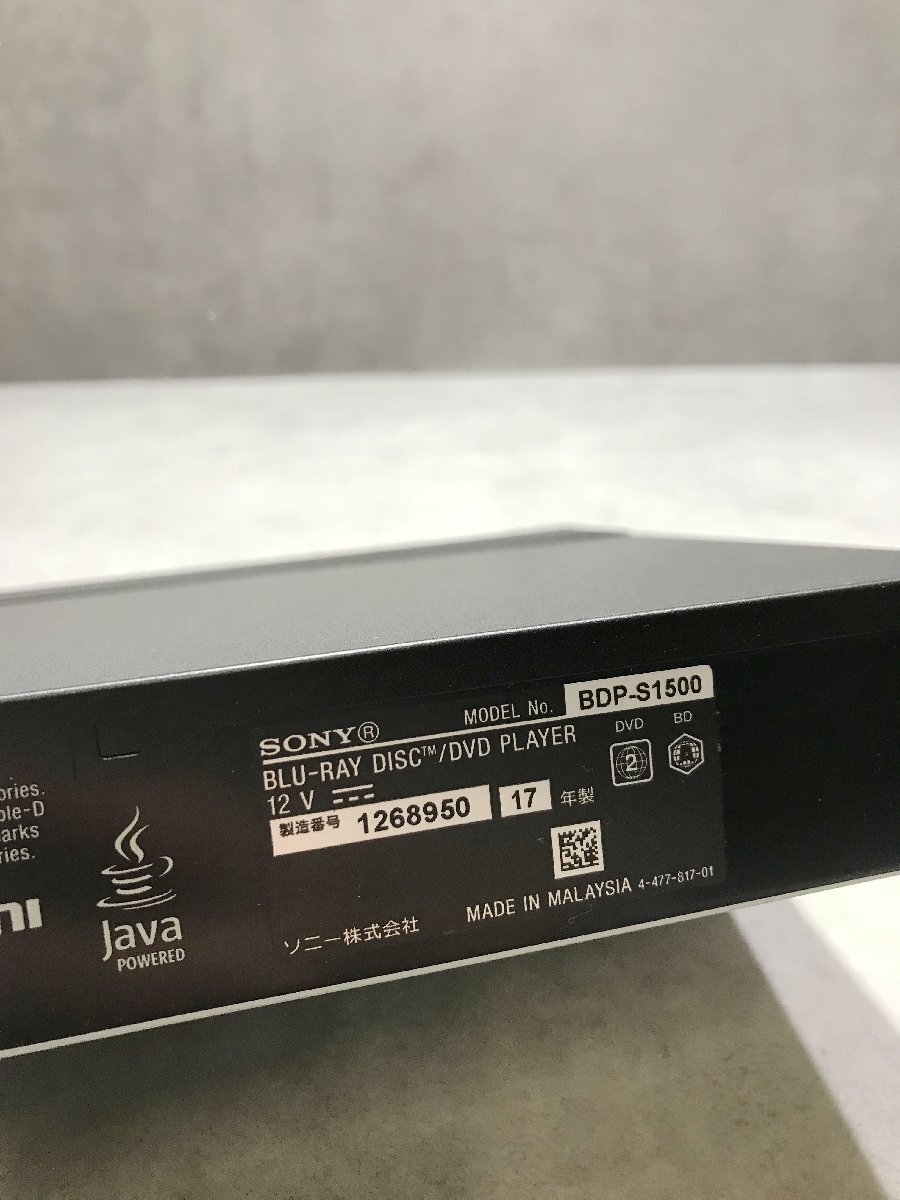 ories.
ole-D
arks
ries.
Java
POWERED
SONY®
MODEL No. BDP-S1500
BLU-RAY DISC™/DVD PLAYER
12 V
製造番号 1268950 17 年製
DVD BD
2 A
ソニー株式会社
MADE IN MALAYSIA 4-477-817-01